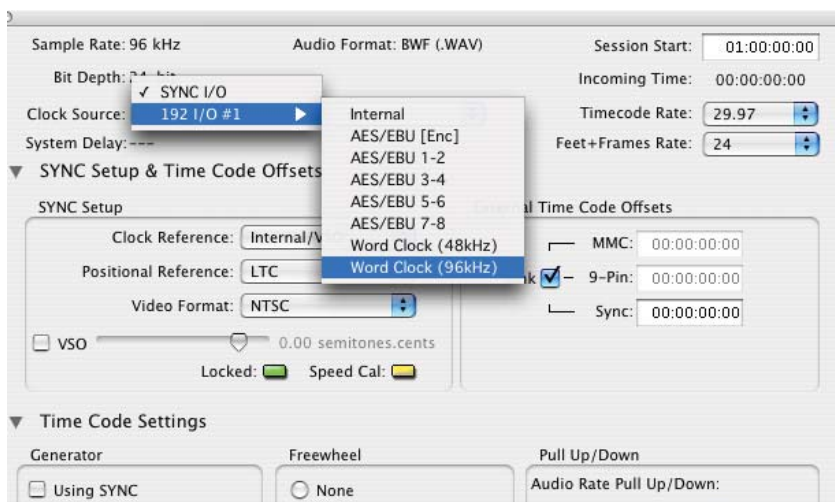 Sample Rate: 96 kHz
Audio Format: BWF (.WAV)
Session Start: 01:00:00:00
Bit Depth:
Incoming Time: 00:00:00:00
✓ SYNC I/O
Clock Source:
192 I/O #1
Timecode Rate: 29.97
System Delay: ---
Feet+Frames Rate: 24
Internal
AES/EBU [Enc]
AES/EBU 1-2
AES/EBU 3-4
AES/EBU 5-6
AES/EBU 7-8
Word Clock (48kHz)
Word Clock (96kHz)
SYNC Setup & Time Code Offsets
SYNC Setup
al Time Code Offsets
Clock Reference: Internal/V
MMC: 00:00:00:00
Positional Reference: LTC
9-Pin: 00:00:00:00
Video Format: NTSC
Sync: 00:00:00:00
VSO
0.00 semitones.cents
Locked:
Speed Cal:
Time Code Settings
Generator
Freewheel
Pull Up/Down
Using SYNC
None
Audio Rate Pull Up/Down: